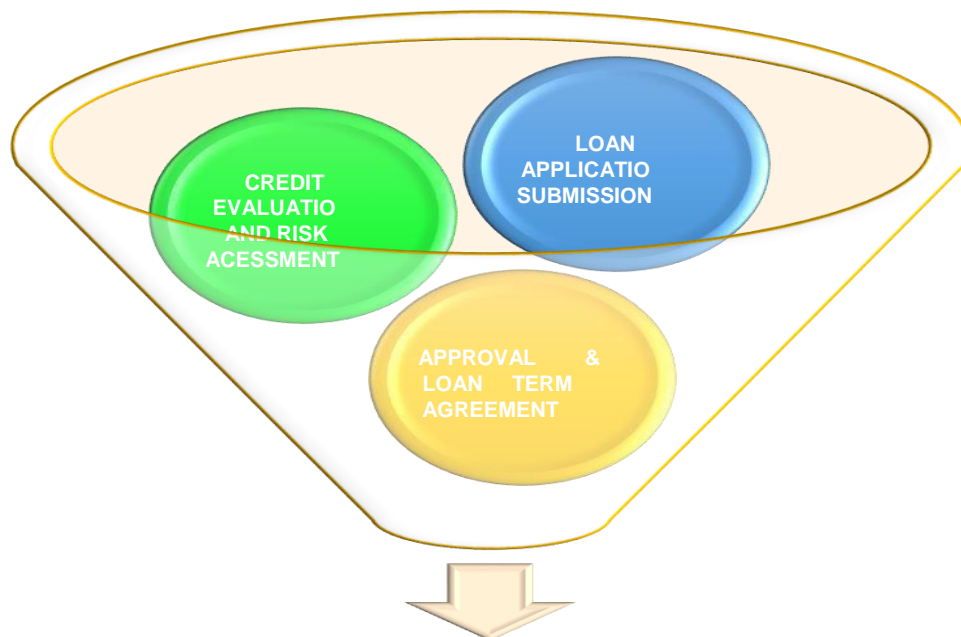 LOAN
APPLICATIO
SUBMISSION
CREDIT
EVALUATIO
AND RISK
ACESSMENT
APPROVAL &
LOAN TERM
AGREEMENT